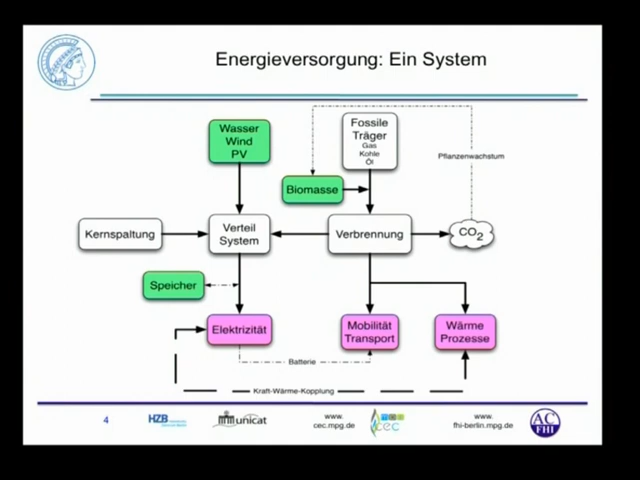 Energieversorgung: Ein System
Wasser
Wind
PV
Fossile
Träger
Gas
Kohle
Öl
Pflanzenwachstum
Biomasse
Kernspaltung
Verteil
System
Verbrennung
CO2
Speicher
Elektrizität
Mobilität
Transport
Wärme
Prozesse
Batterie
Kraft-Wärme-Kopplung
4
HZB
unicat
www.
cec.mpg.de
cec
www.
fhi-berlin.mpg.de
AC
FHI